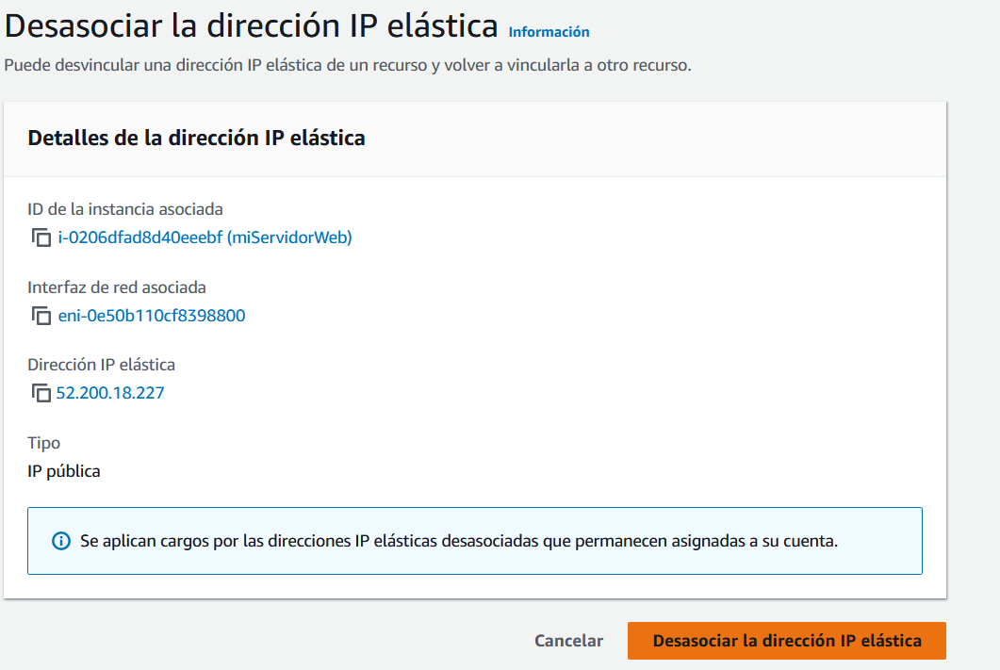 Desasociar la dirección IP elástica Información
Puede desvincular una dirección IP elástica de un recurso y volver a vincularla a otro recurso.
Detalles de la dirección IP elástica
ID de la instancia asociada
i-0206dfad8d40eeebf (miServidorWeb)
Interfaz de red asociada
eni-0e50b110cf8398800
Dirección IP elástica
52.200.18.227
Tipo
IP pública
Se aplican cargos por las direcciones IP elásticas desasociadas que permanecen asignadas a su cuenta.
Cancelar Desasociar la dirección IP elástica